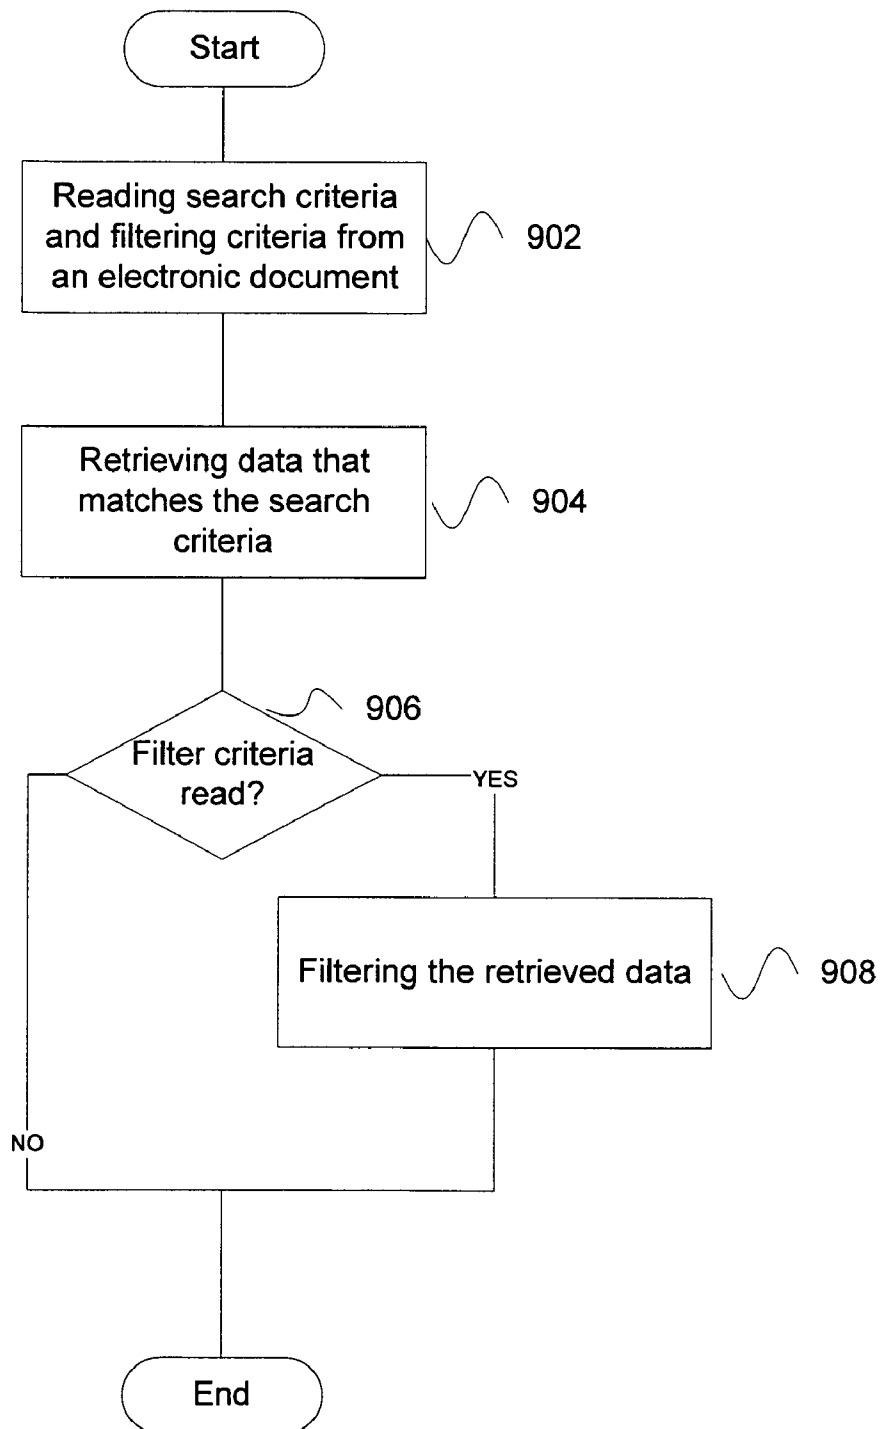 Start
Reading search criteria
and filtering criteria from
an electronic document
902
Retrieving data that
matches the search
criteria
904
906
Filter criteria
read?
YES
Filtering the retrieved data
908
NO
End